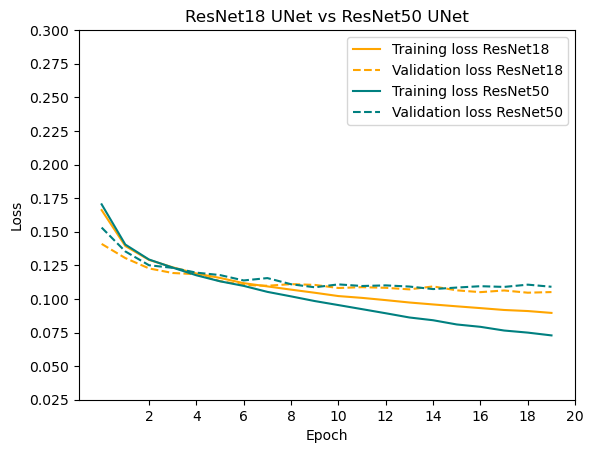 ResNet18 UNet vs ResNet50 UNet
Training loss ResNet18
Validation loss ResNet18
Training loss ResNet50
Validation loss ResNet50
Loss
0.300
0.275
0.250
0.225
0.200
0.175
0.150
0.125
0.100
0.075
0.050
0.025
2 4 6 8 10 12 14 16 18 20
Epoch